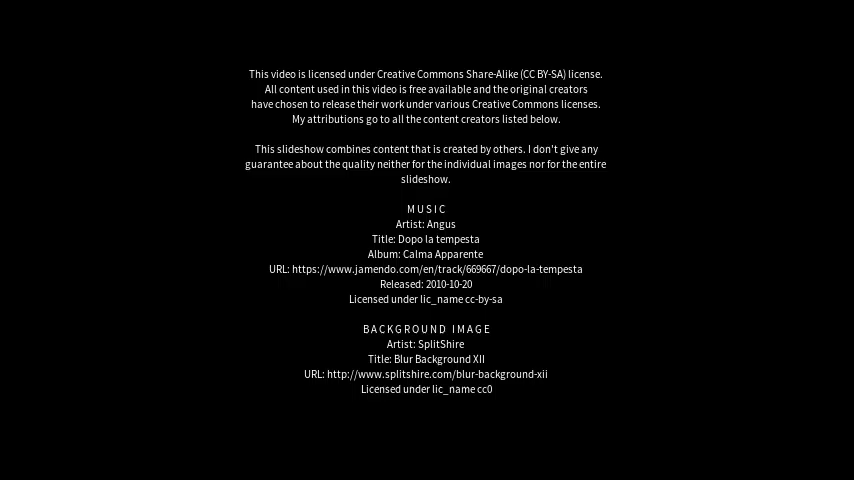 This video is licensed under Creative Commons Share-Alike (CC BY-SA) license.
All content used in this video is free available and the original creators
have chosen to release their work under various Creative Commons licenses.
My attributions go to all the content creators listed below.
This slideshow combines content that is created by others. I don't give any
guarantee about the quality neither for the individual images nor for the entire
slideshow.
MUSIC
Artist: Angus
Title: Dopo la tempesta
Album: Calma Apparente
URL: https://www.jamendo.com/en/track/669667/dopo-la-tempesta
Released: 2010-10-20
Licensed under lic_name cc-by-sa
BACKGROUND IMAGE
Artist: SplitShire
Title: Blur Background XII
URL: http://www.splitshire.com/blur-background-xii
Licensed under lic_name cc0